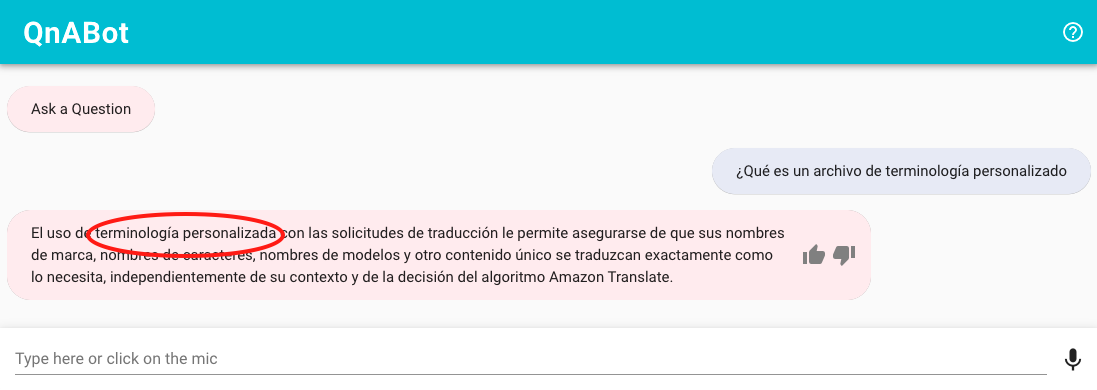 QnABot
Ask a Question
¿Qué es un archivo de terminología personalizado
El uso de terminología personalizada con las solicitudes de traducción le permite asegurarse de que sus nombres
de marca, nombres de caracteres, nombres de modelos y otro contenido único se traduzcan exactamente como
lo necesita, independientemente de su contexto y de la decisión del algoritmo Amazon Translate.
Type here or click on the mic